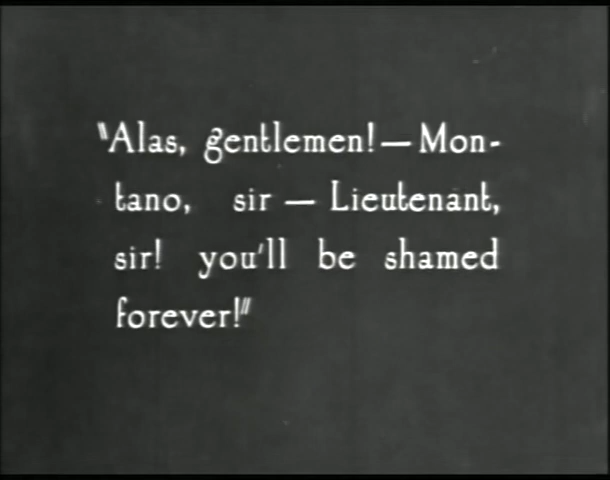 "Alas, gentlemen!—Mon-
tano, sir — Lieutenant,
sir! you'll be shamed
forever!"